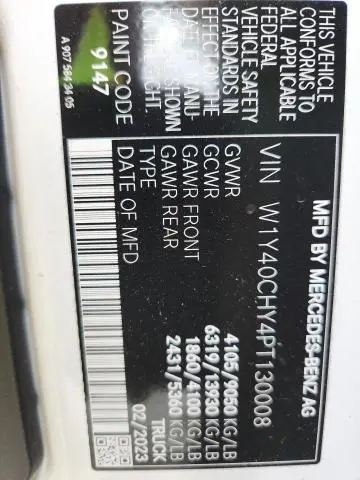 MFD BY MERCEDES-BENZ AG
VIN W1Y40CHY4PT130008
GVWR 4105/9050 KG/LB
GCWR 6319/13930 KG/LB
GAWR FRONT 1860/4100 KG/LB
GAWR REAR 2431/5360 KG/LB
TYPE TRUCK
DATE OF MFD 02/2023
THIS VEHICLE
CONFORMS TO
ALL APPLICABLE
FEDERAL
VEHICLE SAFETY
STANDARDS IN
EFFECT ON THE
DATE OF MANU-
FACTURE SHOWN
ON THE RIGHT.
PAINT CODE
9147
A 907 584 34 05